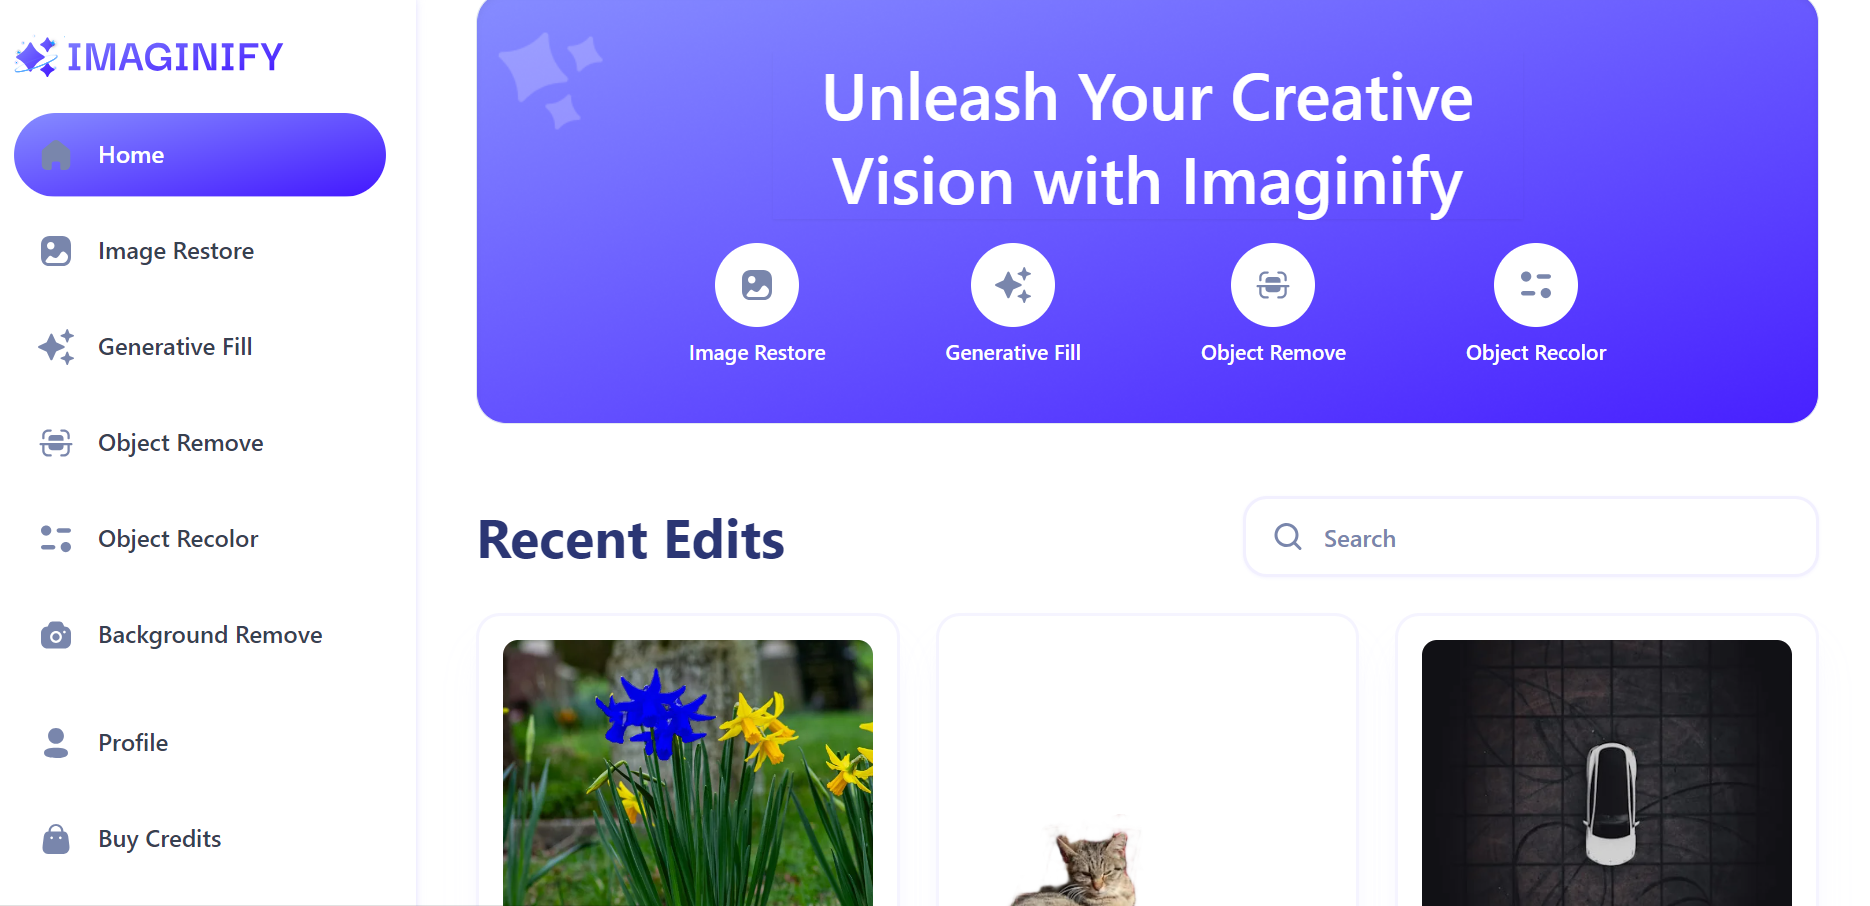 IMAGINIFY
Home
Image Restore
Generative Fill
Object Remove
Object Recolor
Background Remove
Profile
Buy Credits
Unleash Your Creative
Vision with Imaginify
Image Restore
Generative Fill
Object Remove
Object Recolor
Recent Edits
Search